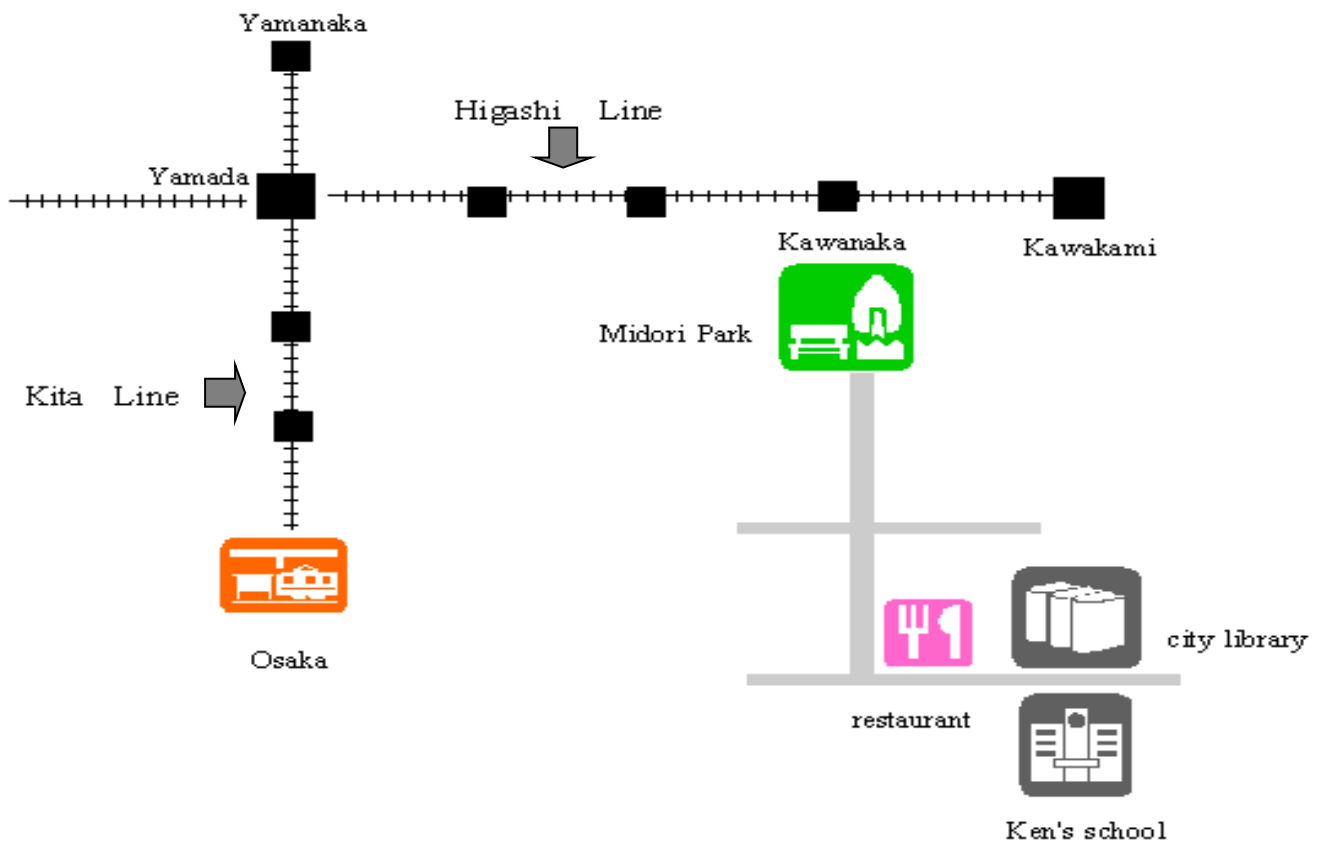 Yamanaka
Higashi Line
Yamada
Kawanaka
Kawakami
Midori Park
Kita Line
Osaka
city library
restaurant
Ken's school